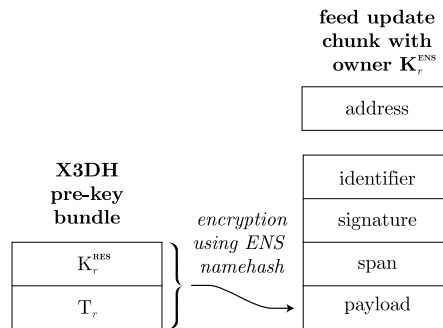 feed update
chunk with
owner K_r^ENS
address
X3DH
pre-key
bundle
K_r^RES
T_r
encryption
using ENS
namehash
identifier
signature
span
payload